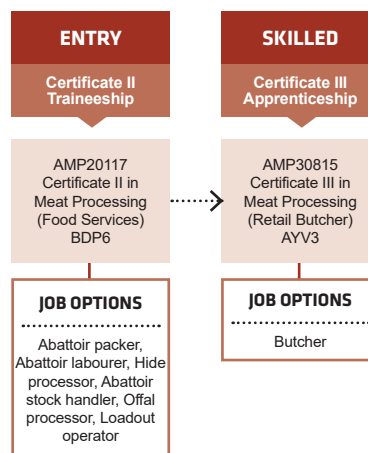 ENTRY
Certificate II
Traineeship
AMP20117
Certificate II in
Meat Processing
(Food Services)
BDP6
JOB OPTIONS
Abattoir packer,
Abattoir labourer, Hide
processor, Abattoir
stock handler, Offal
processor, Loadout
operator
SKILLED
Certificate III
Apprenticeship
AMP30815
Certificate III in
Meat Processing
(Retail Butcher)
AYV3
JOB OPTIONS
Butcher